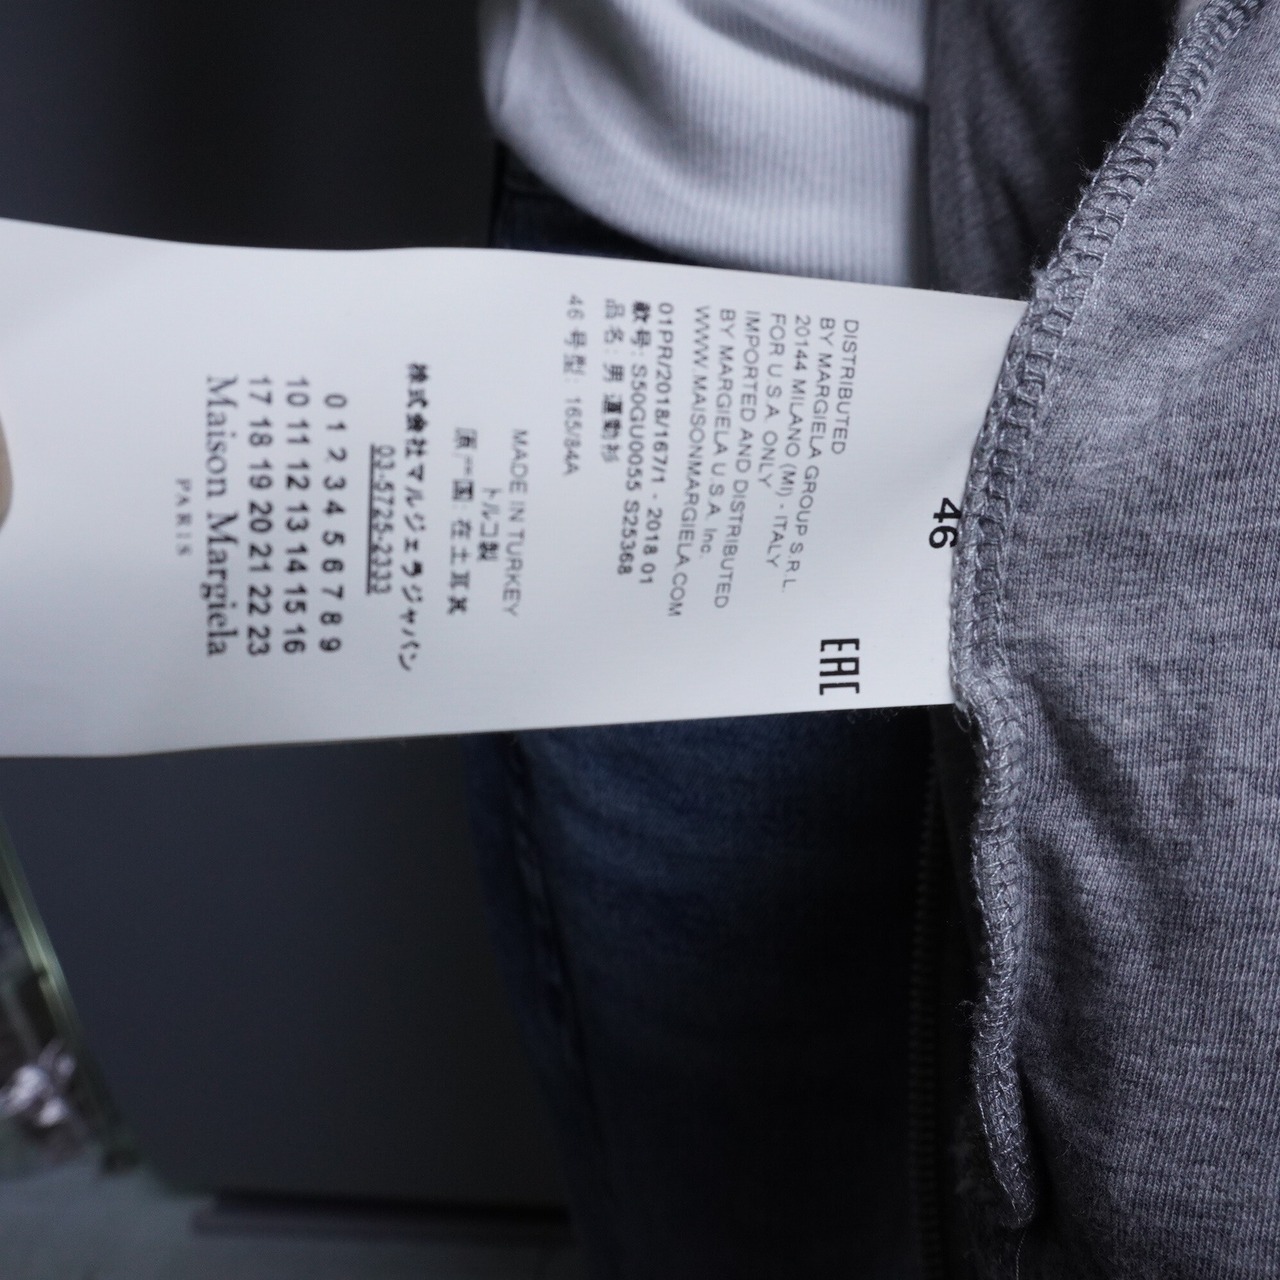 46
EAC
DISTRIBUTED
BY MARGIELA GROUP S.R.L.
20144 MILANO (MI) - ITALY
FOR U.S.A. ONLY
IMPORTED AND DISTRIBUTED
BY MARGIELA U.S.A. Inc.
WWW.MAISONMARGIELA.COM
01PR/2018/167/1 - 2018.01
款号: S50GU0055 S25368
品名: 男 運動衫
46 号型: 165/84A
MADE IN TURKEY
トルコ製
原产国: 在土耳其
株式会社マルジェラジャパン
03-5725-2333
0 1 2 3 4 5 6 7 8 9
10 11 12 13 14 15 16
17 18 19 20 21 22 23
Maison Margiela
PARIS